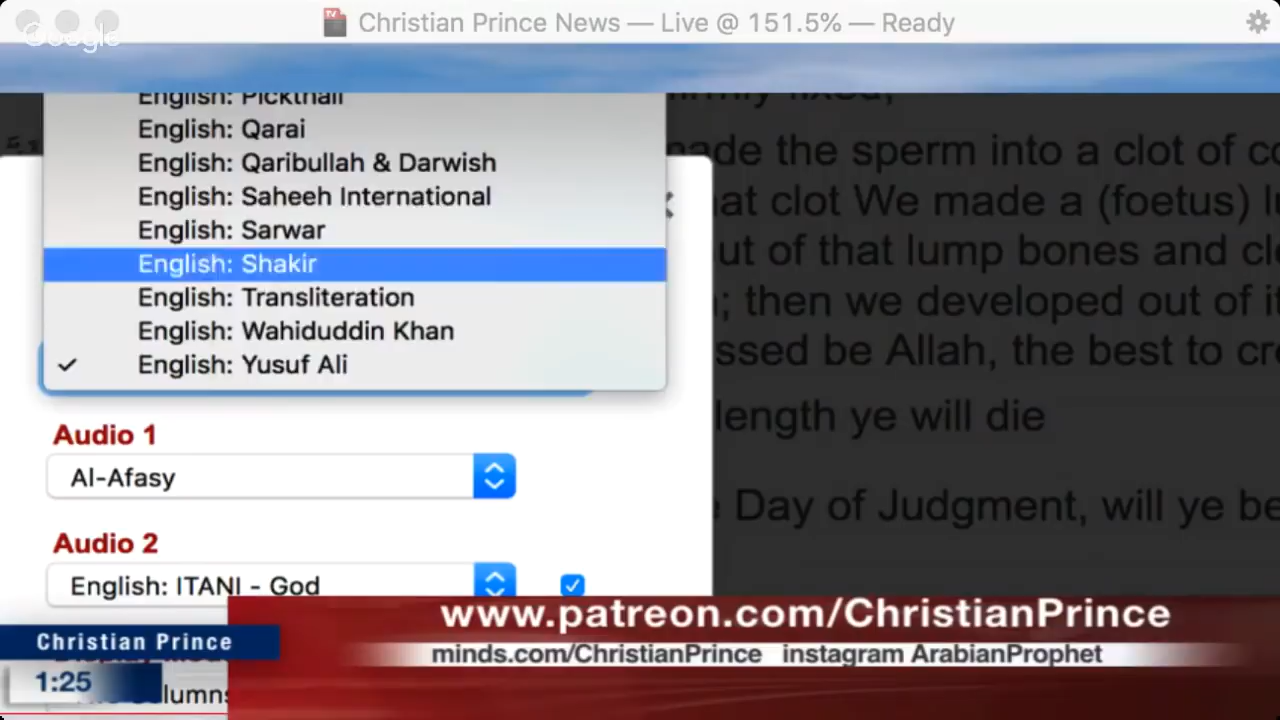 Christian Prince News — Live @ 151.5% — Ready
Google
English: Pickthall
firmly fixed;
English: Qarai
made the sperm into a clot of co
English: Qaribullah & Darwish
English: Saheeh International
hat clot We made a (foetus) l
English: Sarwar
ut of that lump bones and cl
English: Shakir
English: Transliteration
; then we developed out of it
English: Wahiduddin Khan
ssed be Allah, the best to cre
English: Yusuf Ali
length ye will die
Audio 1
Al-Afasy
Day of Judgment, will ye be
Audio 2
English: ITANI - God
www.patreon.com/ChristianPrince
Christian Prince
minds.com/ChristianPrince instagram ArabianProphet
1:25
lumns